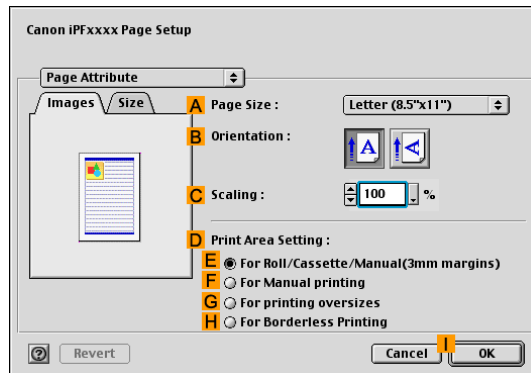 Canon iPFxxxx Page Setup
Page Attribute
Images Size
A Page Size : Letter (8.5"x11")
B Orientation :
A A
C Scaling : 100 %
D Print Area Setting :
E For Roll/Cassette/Manual(3mm margins)
F For Manual printing
G For printing oversizes
H For Borderless Printing
? Revert Cancel I OK